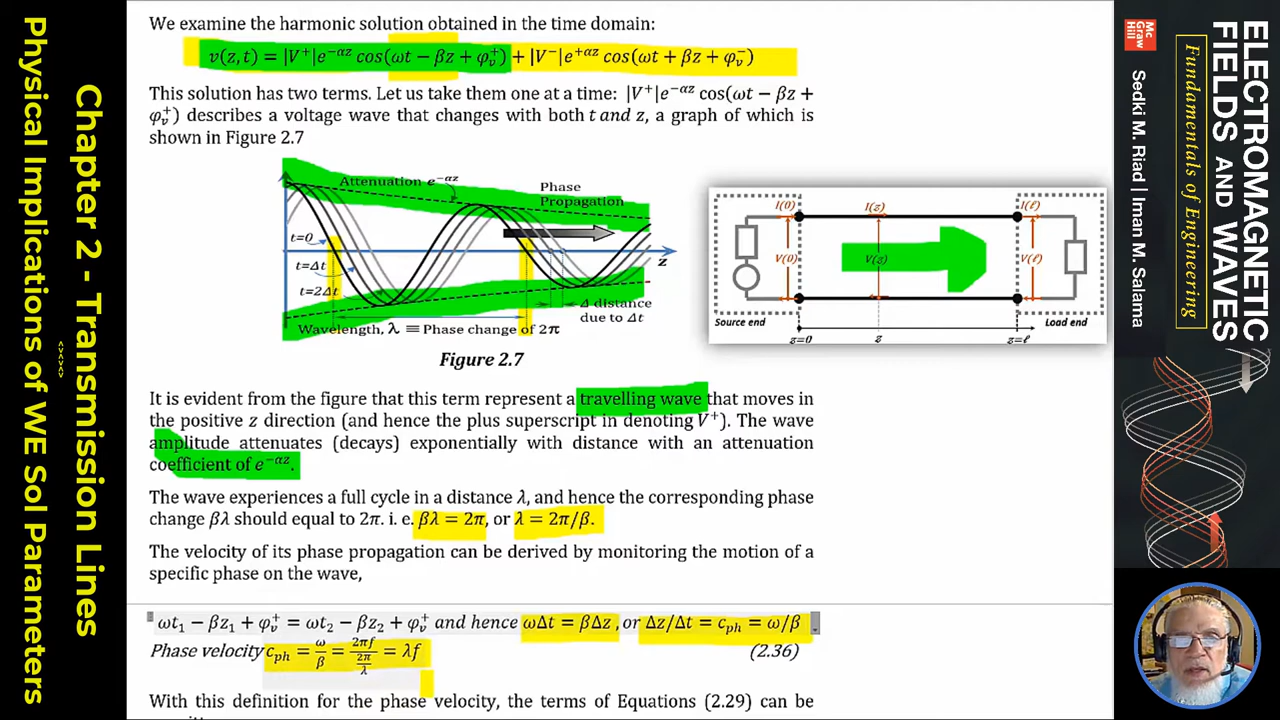 Chapter 2 - Transmission Lines
Physical Implications of WE Sol Parameters
We examine the harmonic solution obtained in the time domain:
v(z,t) = |V⁺|e^{-αz} cos(ωt − βz + φ_v^+) + |V⁻|e^{+αz} cos(ωt + βz + φ_v^-)
This solution has two terms. Let us take them one at a time: |V⁺|e^{-αz} cos(ωt − βz +
φ_v^+) describes a voltage wave that changes with both t and z, a graph of which is
shown in Figure 2.7
Attenuation e^{-αz}
Phase
Propagation
t=0
t=Δt
t=2Δt
z
Δ distance
due to Δt
Wavelength, λ ≡ Phase change of 2π
Figure 2.7
I(0)
I(z)
I(ℓ)
V(0)
V(z)
V(ℓ)
Source end
Load end
z=0
z
z=ℓ
It is evident from the figure that this term represent a travelling wave that moves in
the positive z direction (and hence the plus superscript in denoting V⁺). The wave
amplitude attenuates (decays) exponentially with distance with an attenuation
coefficient of e^{-αz}.
The wave experiences a full cycle in a distance λ, and hence the corresponding phase
change βλ should equal to 2π. i. e. βλ = 2π, or λ = 2π/β.
The velocity of its phase propagation can be derived by monitoring the motion of a
specific phase on the wave,
ωt₁ − βz₁ + φ_v^+ = ωt₂ − βz₂ + φ_v^+ and hence ωΔt = βΔz, or Δz/Δt = c_ph = ω/β
Phase velocity c_ph = ω/β = 2πf/(2π/λ) = λf (2.36)
With this definition for the phase velocity, the terms of Equations (2.29) can be
Mc
Graw
Hill
ELECTROMAGNETIC
FIELDS AND WAVES
Fundamentals of Engineering
Sedki M. Riad | Iman M. Salama